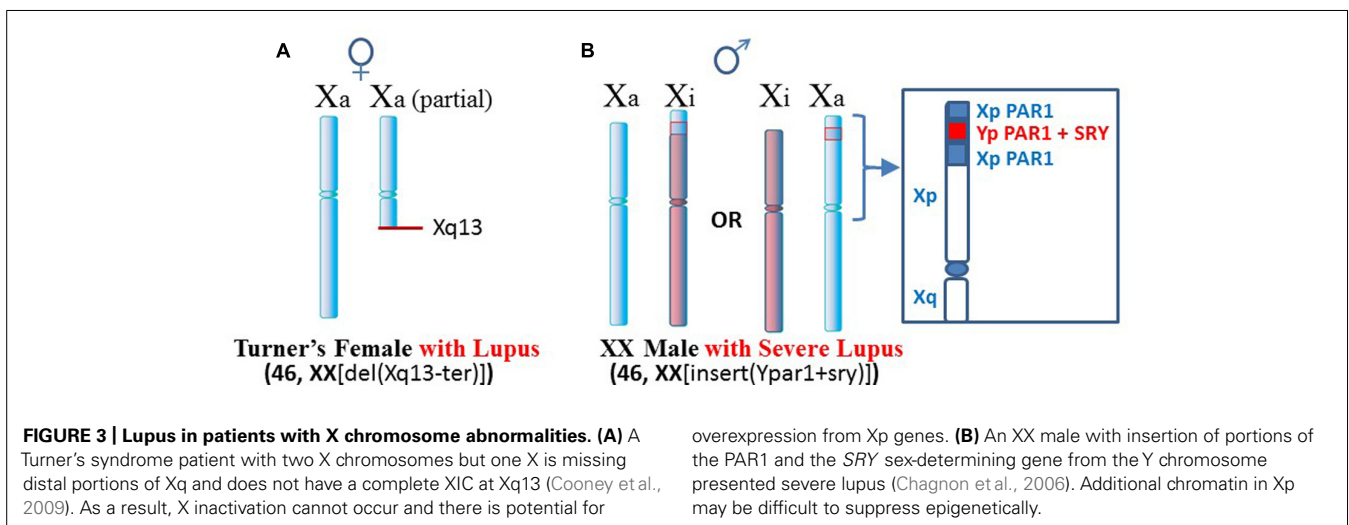 A
♀
Xa Xa (partial)
Xq13
Turner’s Female with Lupus
(46, XX[del(Xq13-ter)])
B
♂
Xa Xi
OR
Xi Xa
XX Male with Severe Lupus
(46, XX[insert(Ypar1+sry)])
Xp PAR1
Yp PAR1 + SRY
Xp PAR1
Xp
Xq
FIGURE 3 | Lupus in patients with X chromosome abnormalities. (A) A
Turner’s syndrome patient with two X chromosomes but one X is missing
distal portions of Xq and does not have a complete XIC at Xq13 (Cooney et al.,
2009). As a result, X inactivation cannot occur and there is potential for
overexpression from Xp genes. (B) An XX male with insertion of portions of
the PAR1 and the SRY sex-determining gene from the Y chromosome
presented severe lupus (Chagnon et al., 2006). Additional chromatin in Xp
may be difficult to suppress epigenetically.